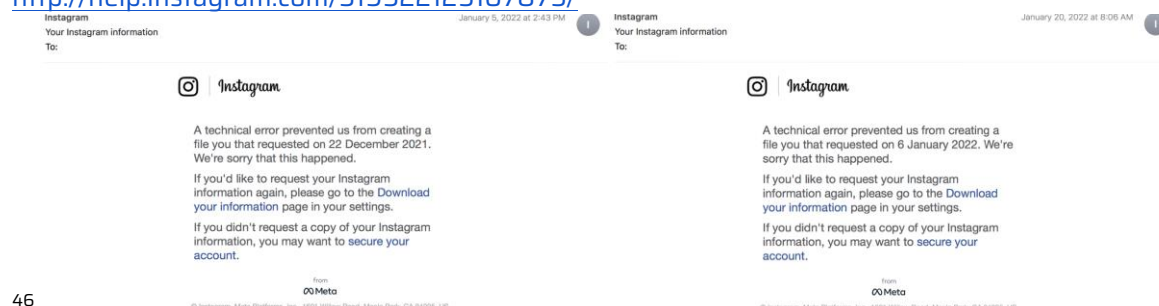 http://help.instagram.com/519522125107875/
Instagram
January 5, 2022 at 2:43 PM
Your Instagram information
To:
I
Instagram
A technical error prevented us from creating a
file you that requested on 22 December 2021.
We're sorry that this happened.
If you'd like to request your Instagram
information again, please go to the Download
your information page in your settings.
If you didn't request a copy of your Instagram
information, you may want to secure your
account.
from
Meta
Instagram
January 20, 2022 at 8:06 AM
Your Instagram information
To:
I
Instagram
A technical error prevented us from creating a
file you that requested on 6 January 2022. We're
sorry that this happened.
If you'd like to request your Instagram
information again, please go to the Download
your information page in your settings.
If you didn't request a copy of your Instagram
information, you may want to secure your
account.
from
Meta
46